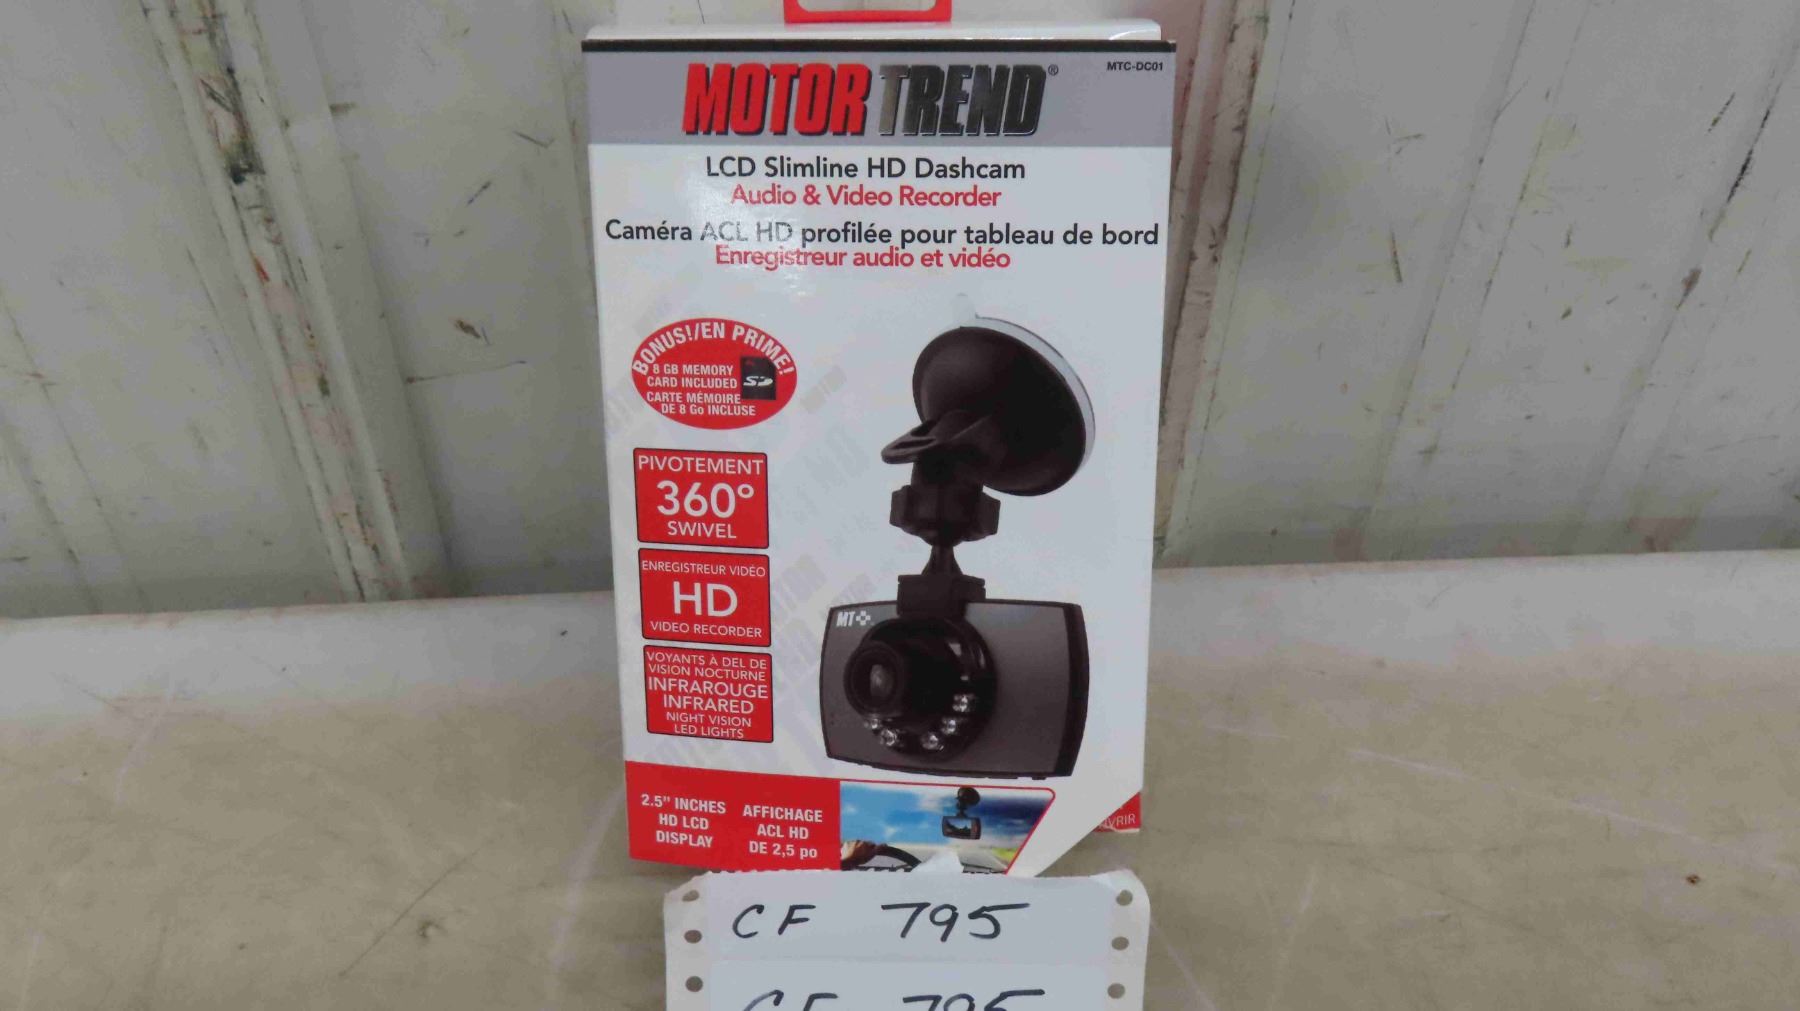 MOTOR TREND®
MTC-DC01
LCD Slimline HD Dashcam
Audio & Video Recorder
Caméra ACL HD profilée pour tableau de bord
Enregistreur audio et vidéo
BONUS!/EN PRIME!
8 GB MEMORY
CARD INCLUDED
CARTE MÉMOIRE
DE 8 Go INCLUSE
SD
PIVOTEMENT
360°
SWIVEL
ENREGISTREUR VIDÉO
HD
VIDEO RECORDER
VOYANTS À DEL DE
VISION NOCTURNE
INFRAROUGE
INFRARED
NIGHT VISION
LED LIGHTS
MT
2.5" INCHES
HD LCD
DISPLAY
AFFICHAGE
ACL HD
DE 2,5 po
CF 795
CF 795